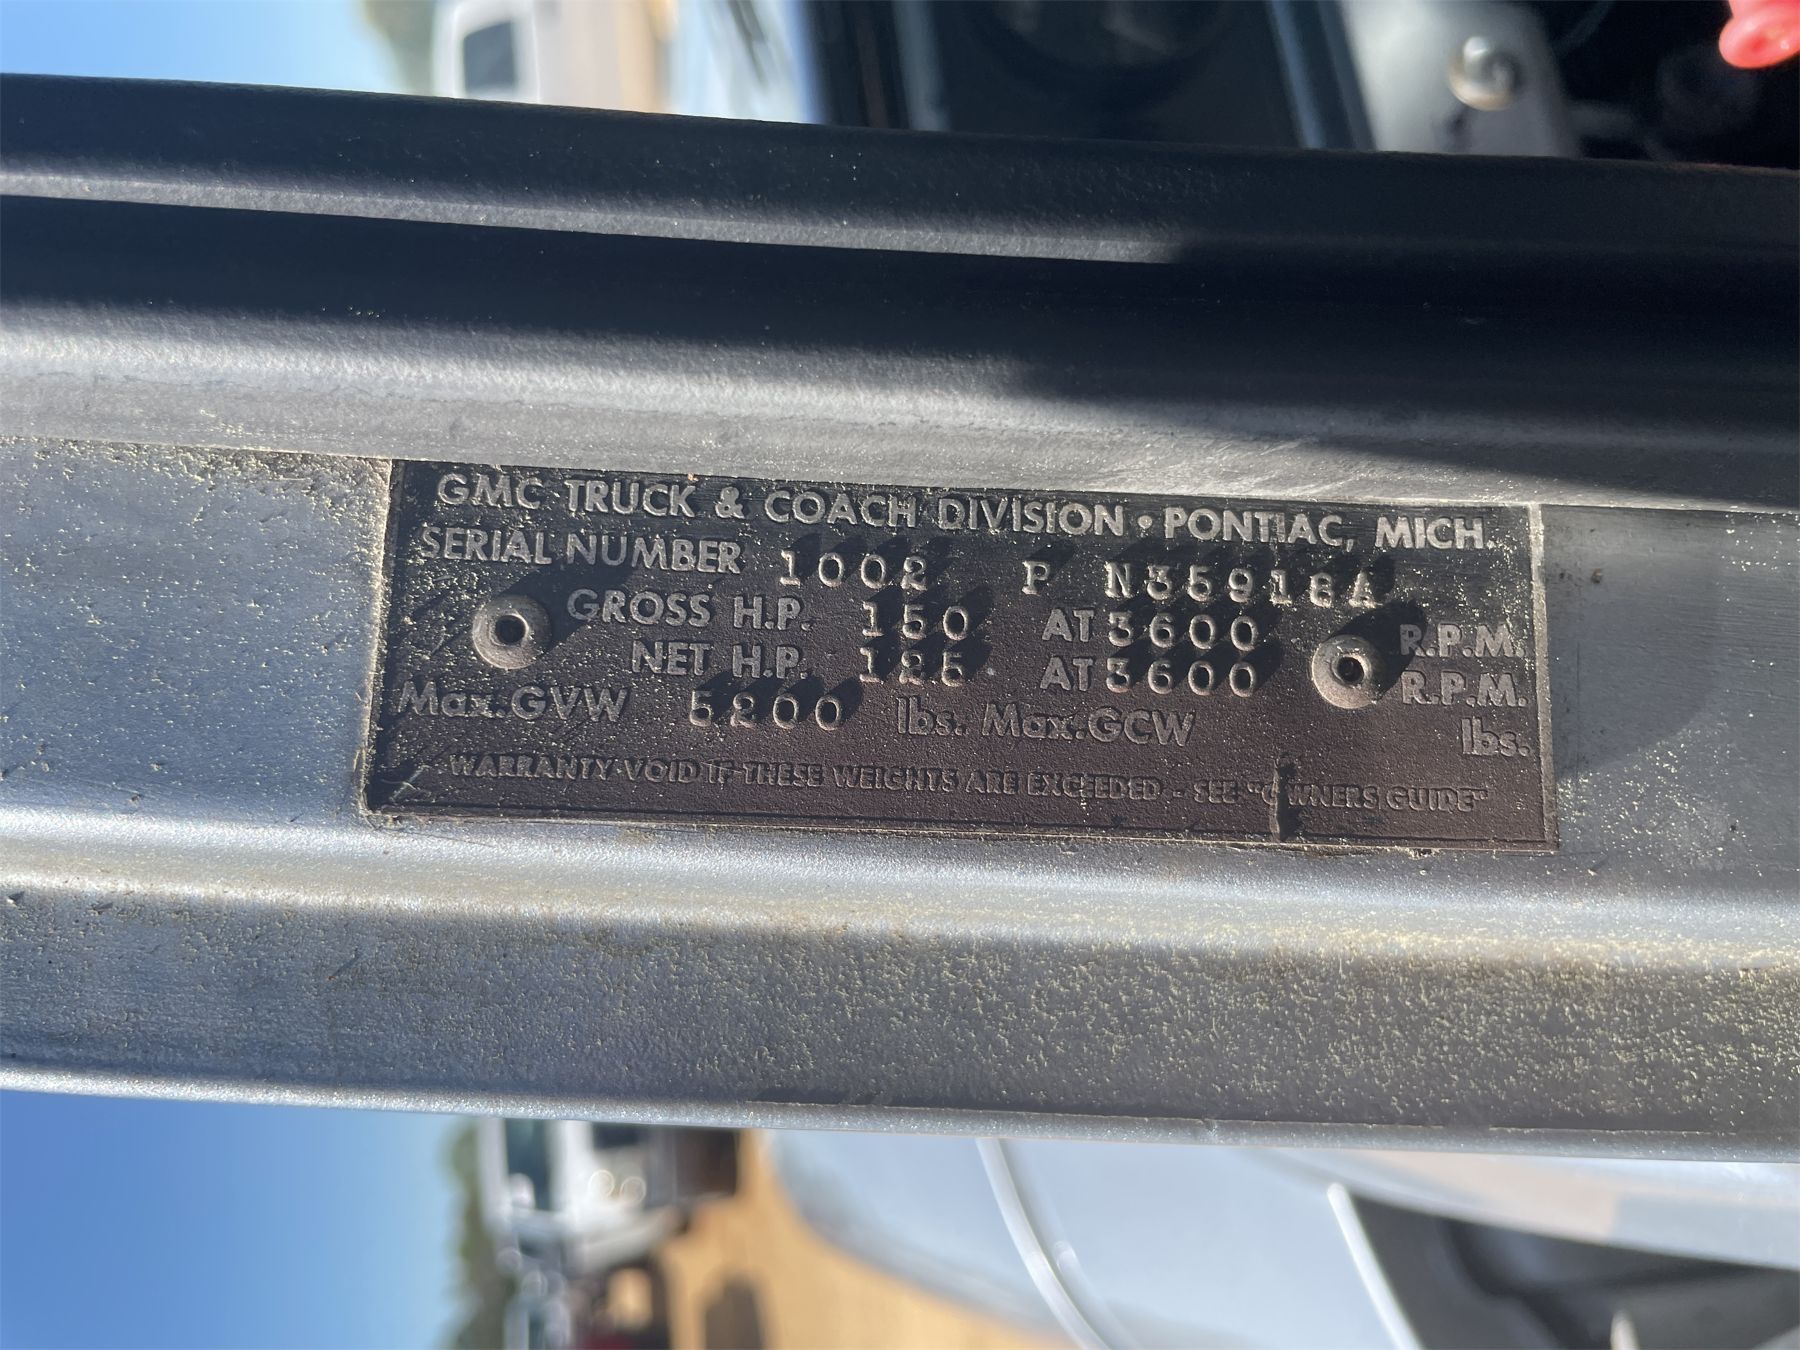 GMC TRUCK & COACH DIVISION • PONTIAC, MICH.
SERIAL NUMBER 1002 P N35918A
GROSS H.P. 150 AT 3600 R.P.M.
NET H.P. 125 AT 3600 R.P.M.
Max.GVW 5200 lbs. Max.GCW lbs.
WARRANTY VOID IF THESE WEIGHTS ARE EXCEEDED - SEE "OWNERS GUIDE"